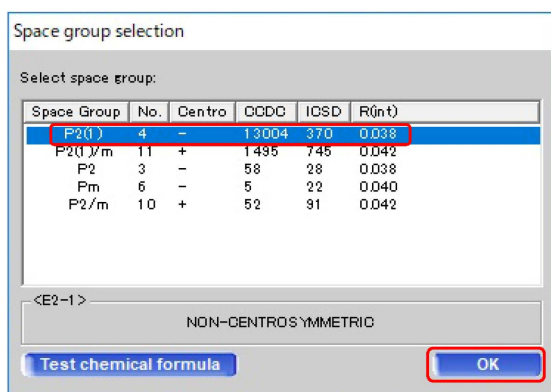 Space group selection
Select space group:
Space Group No. Centro CCDC ICSD R(int)
P2(1) 4 - 13004 370 0.038
P2(1)/m 11 + 1495 745 0.042
P2 3 - 58 28 0.038
Pm 6 - 5 22 0.040
P2/m 10 + 52 91 0.042
<E2-1>
NON-CENTROSYMMETRIC
Test chemical formula OK